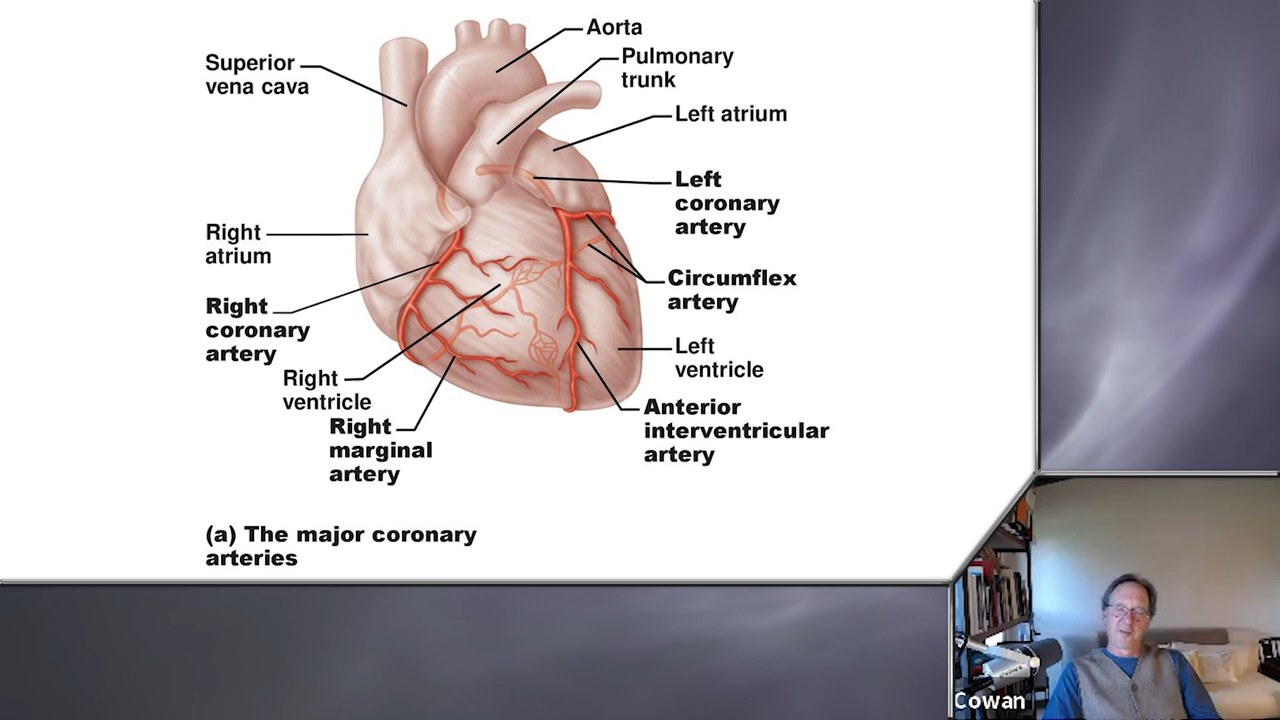 Aorta
Pulmonary
trunk
Superior
vena cava
Left atrium
Left
coronary
artery
Right
atrium
Circumflex
artery
Right
coronary
artery
Left
ventricle
Right
ventricle
Anterior
interventricular
artery
Right
marginal
artery
(a) The major coronary
arteries
Cowan